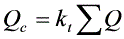 Q_c = k_t ∑ Q